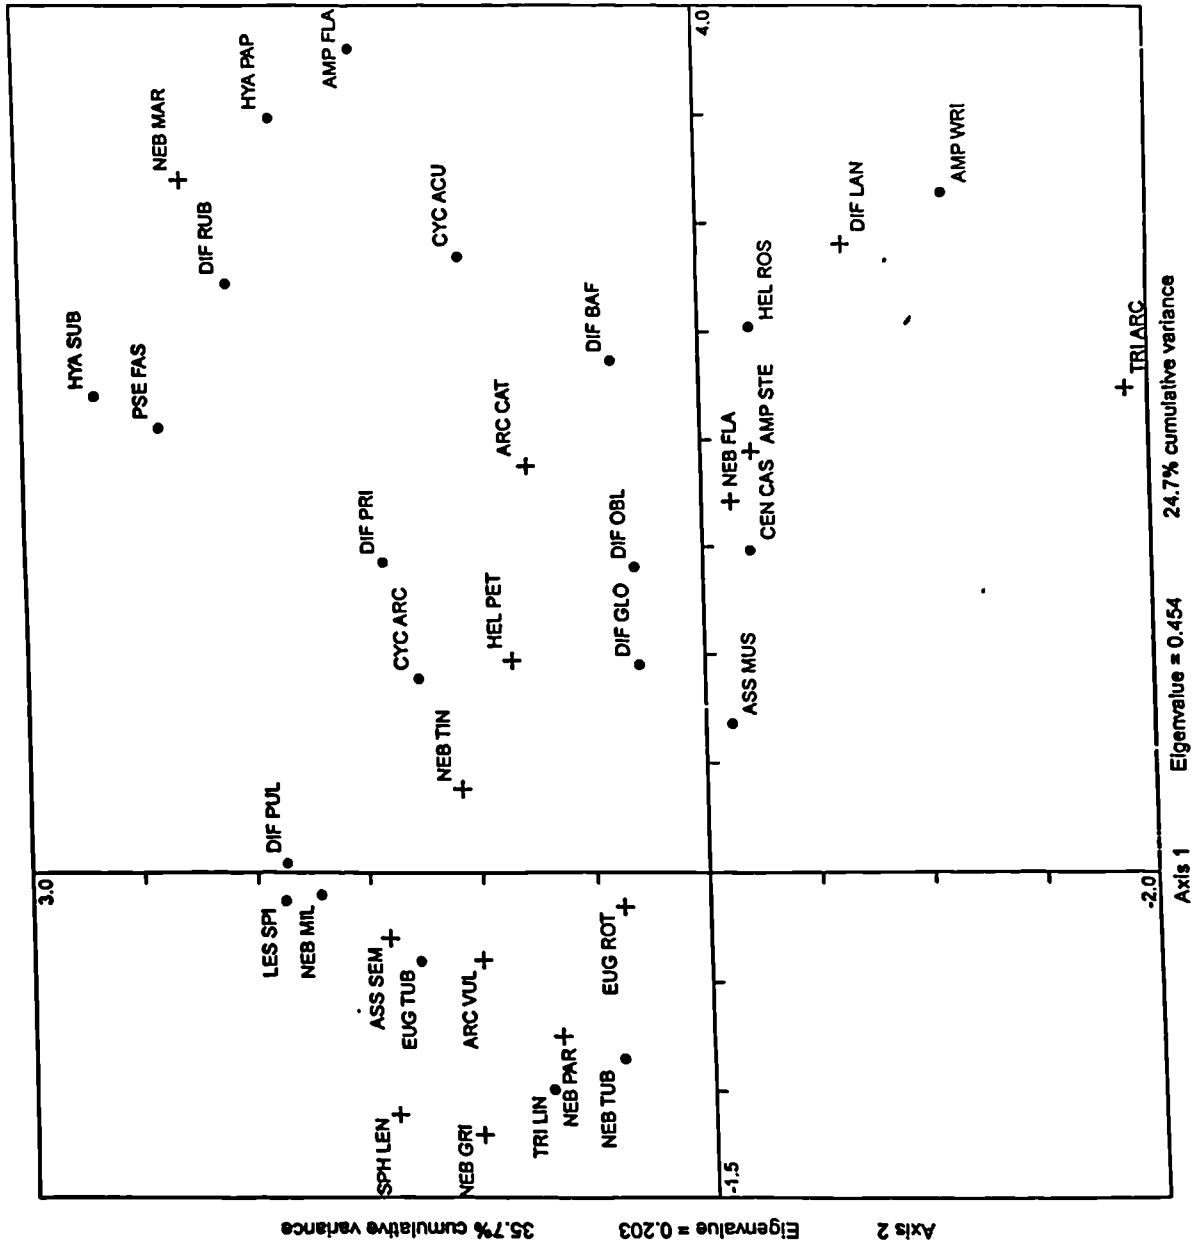 3.0
4.0
-1.5
-2.0
HYA SUB
PSE FAS
DIF RUB
NEB MAR
HYA PAP
AMP FLA
CYC ACU
DIF BAF
ARC CAT
DIF PRI
CYC ARC
HEL PET
NEB TIN
DIF OBL
DIF GLO
DIF PUL
LES SPI
NEB MIL
ASS SEM
EUG TUB
ARC VUL
EUG ROT
SPH LEN
NEB GRI
TRI LIN
NEB PAR
NEB TUB
ASS MUS
NEB FLA
CEN CAS
AMP STE
HEL ROS
DIF LAN
AMP WRI
TRI ARC
Axis 1 Eigenvalue = 0.454 24.7% cumulative variance
Axis 2 Eigenvalue = 0.203 35.7% cumulative variance